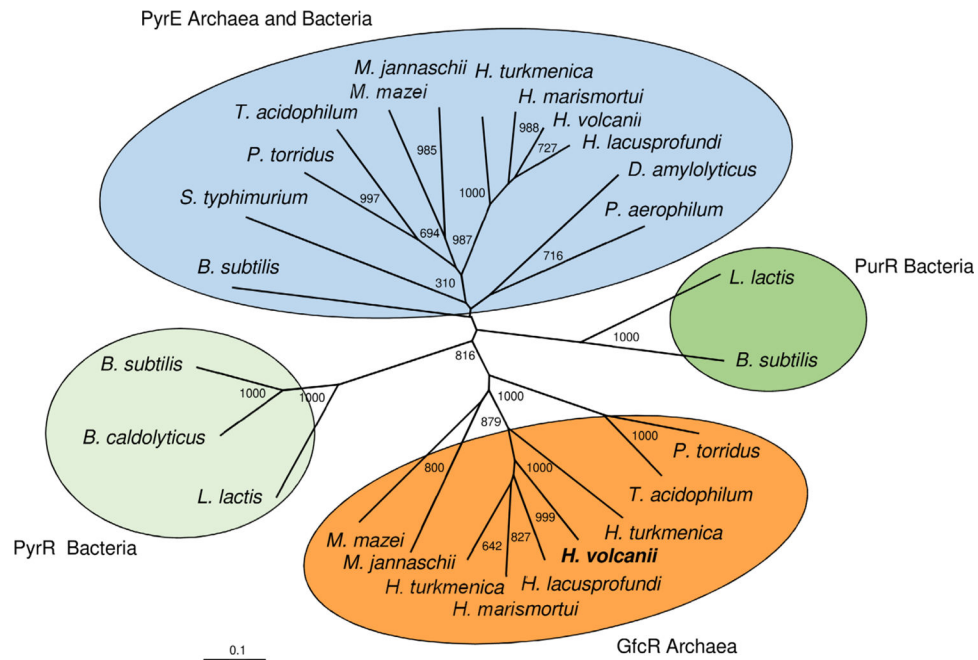 PyrE Archaea and Bacteria
M. jannaschii
H. turkmenica
M. mazei
H. marismortui
T. acidophilum
988
H. volcanii
985
727
H. lacusprofundi
P. torridus
D. amylolyticus
997
1000
S. typhimurium
P. aerophilum
694
987
716
B. subtilis
310
PurR Bacteria
L. lactis
1000
B. subtilis
816
B. subtilis
1000
1000
1000
B. caldolyticus
879
1000
P. torridus
800
1000
L. lactis
T. acidophilum
999
M. mazei
H. turkmenica
642
827
PyrR Bacteria
M. jannaschii
H. volcanii
H. turkmenica
H. lacusprofundi
H. marismortui
GfcR Archaea
0.1